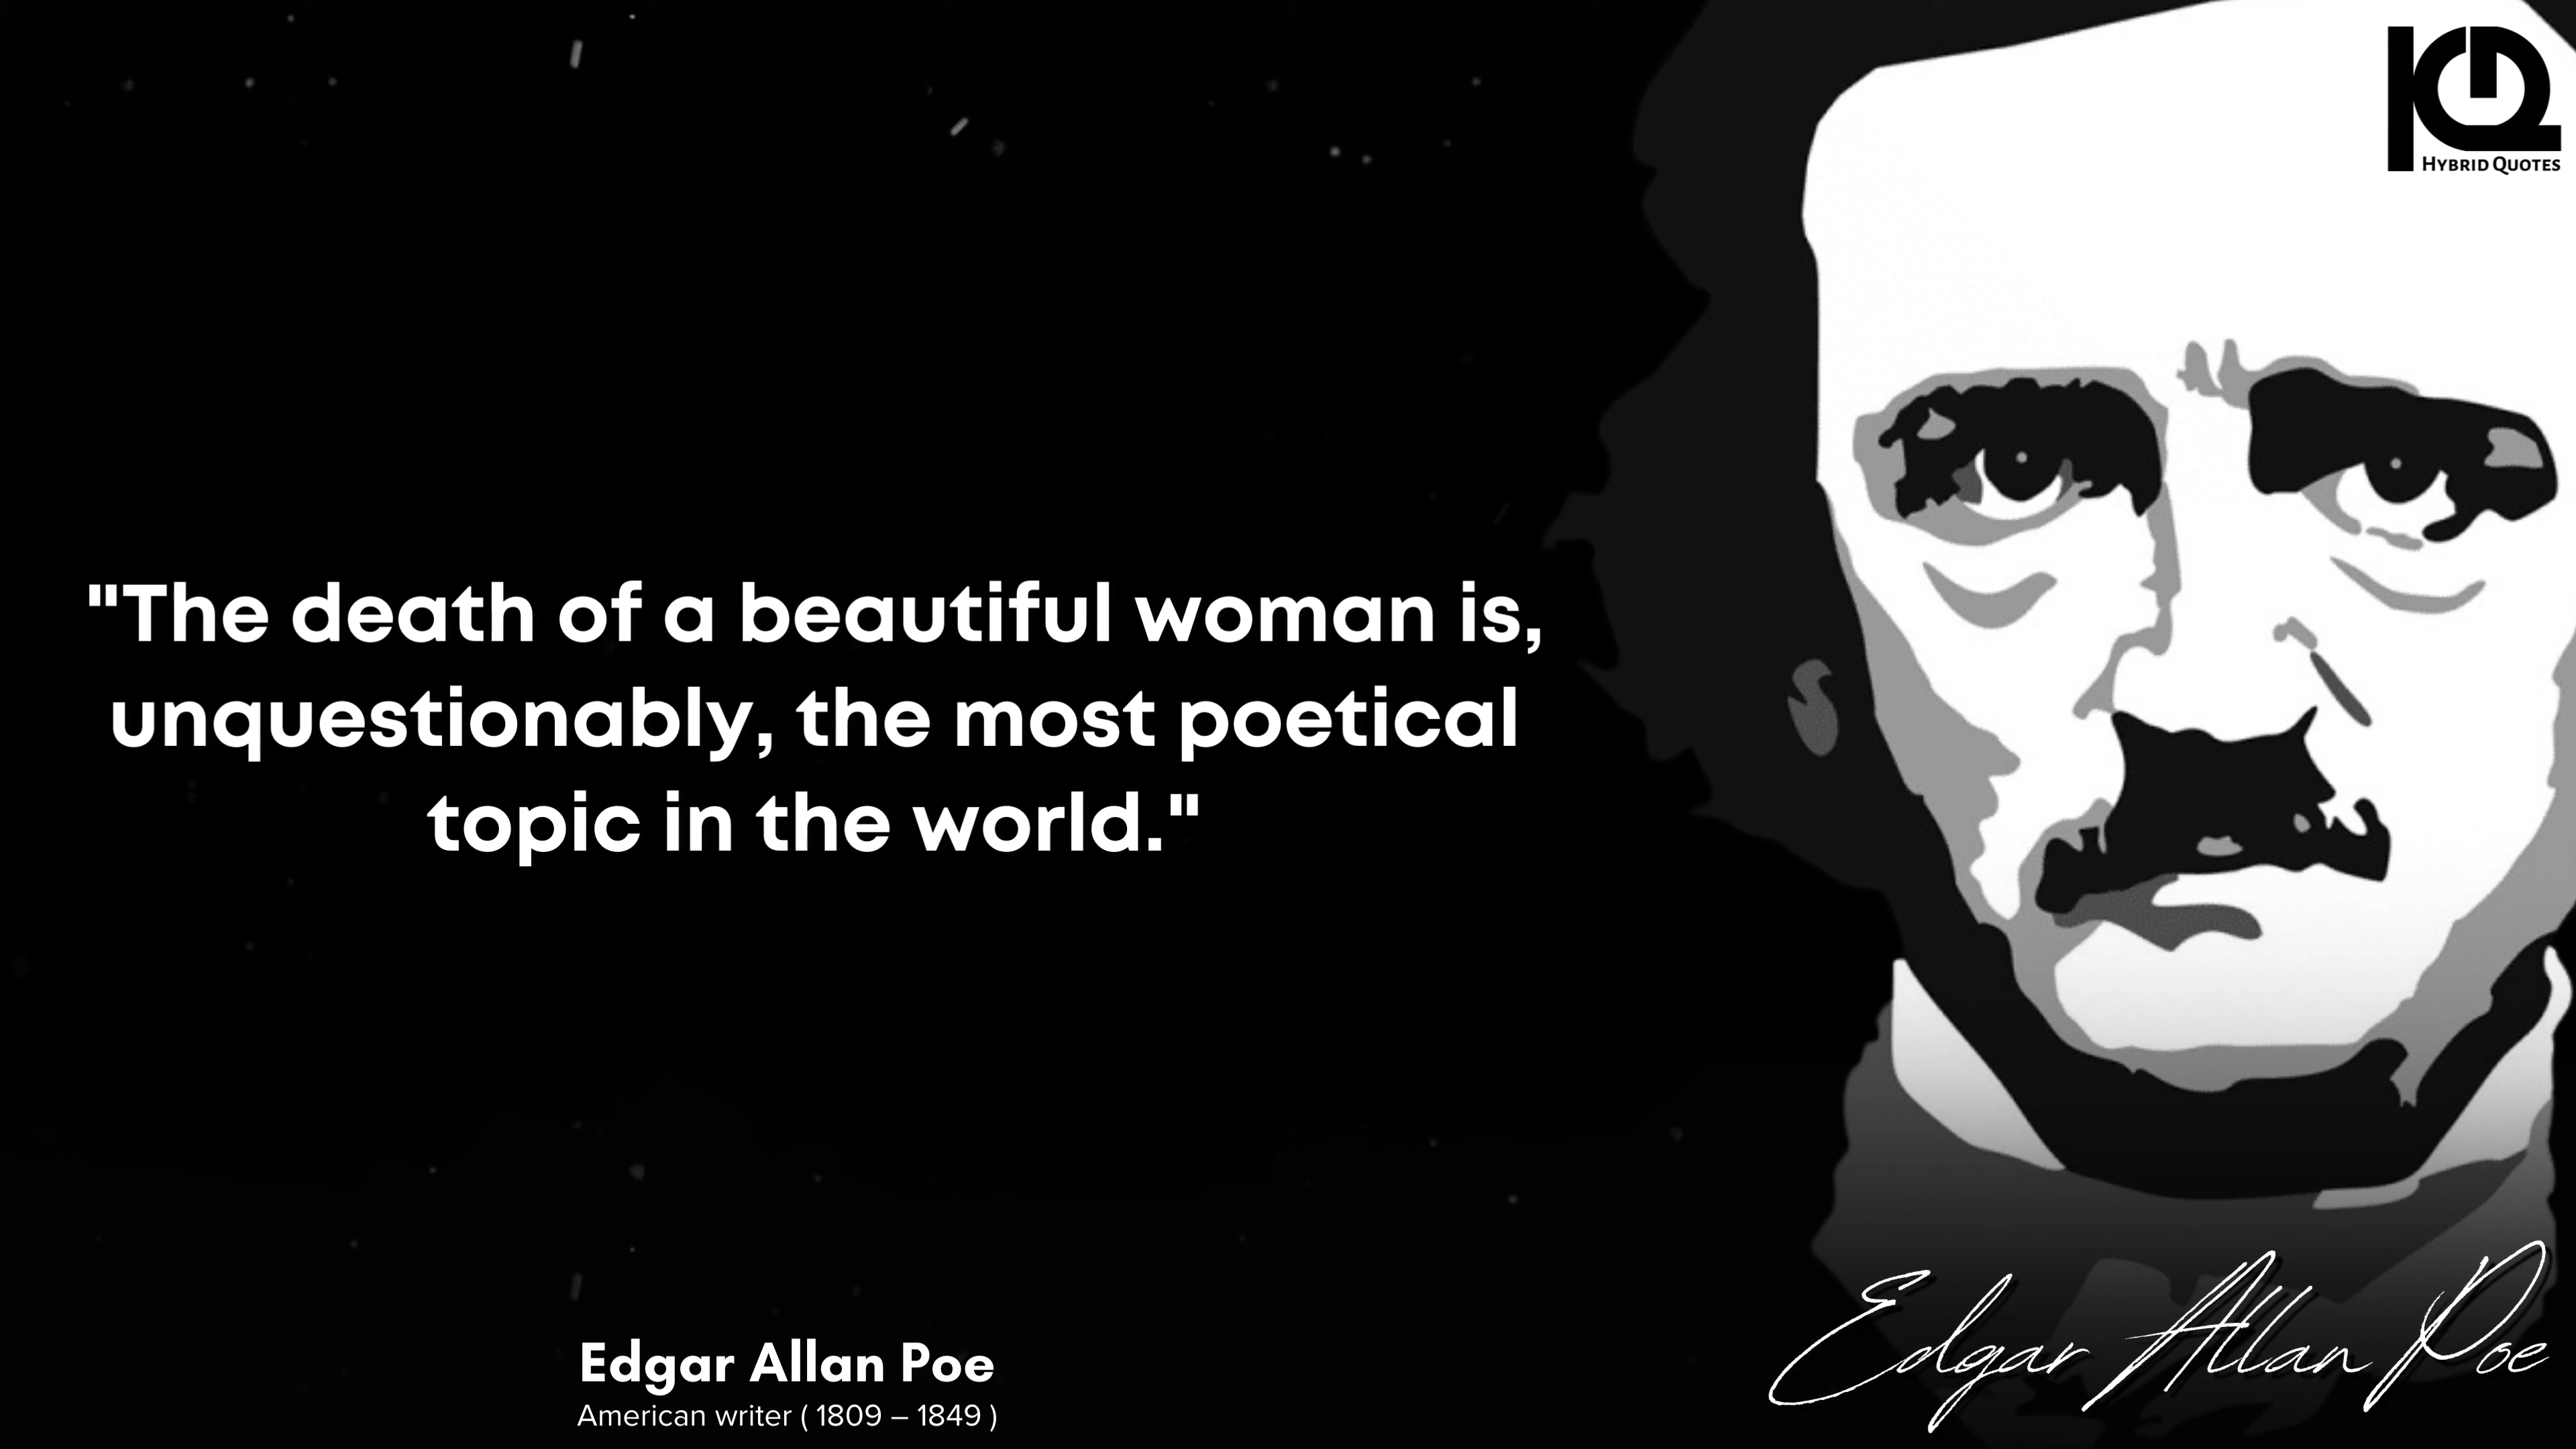 HYBRID QUOTES
"The death of a beautiful woman is,
unquestionably, the most poetical
topic in the world."
Edgar Allan Poe
American writer ( 1809 – 1849 )
Edgar Allan Poe